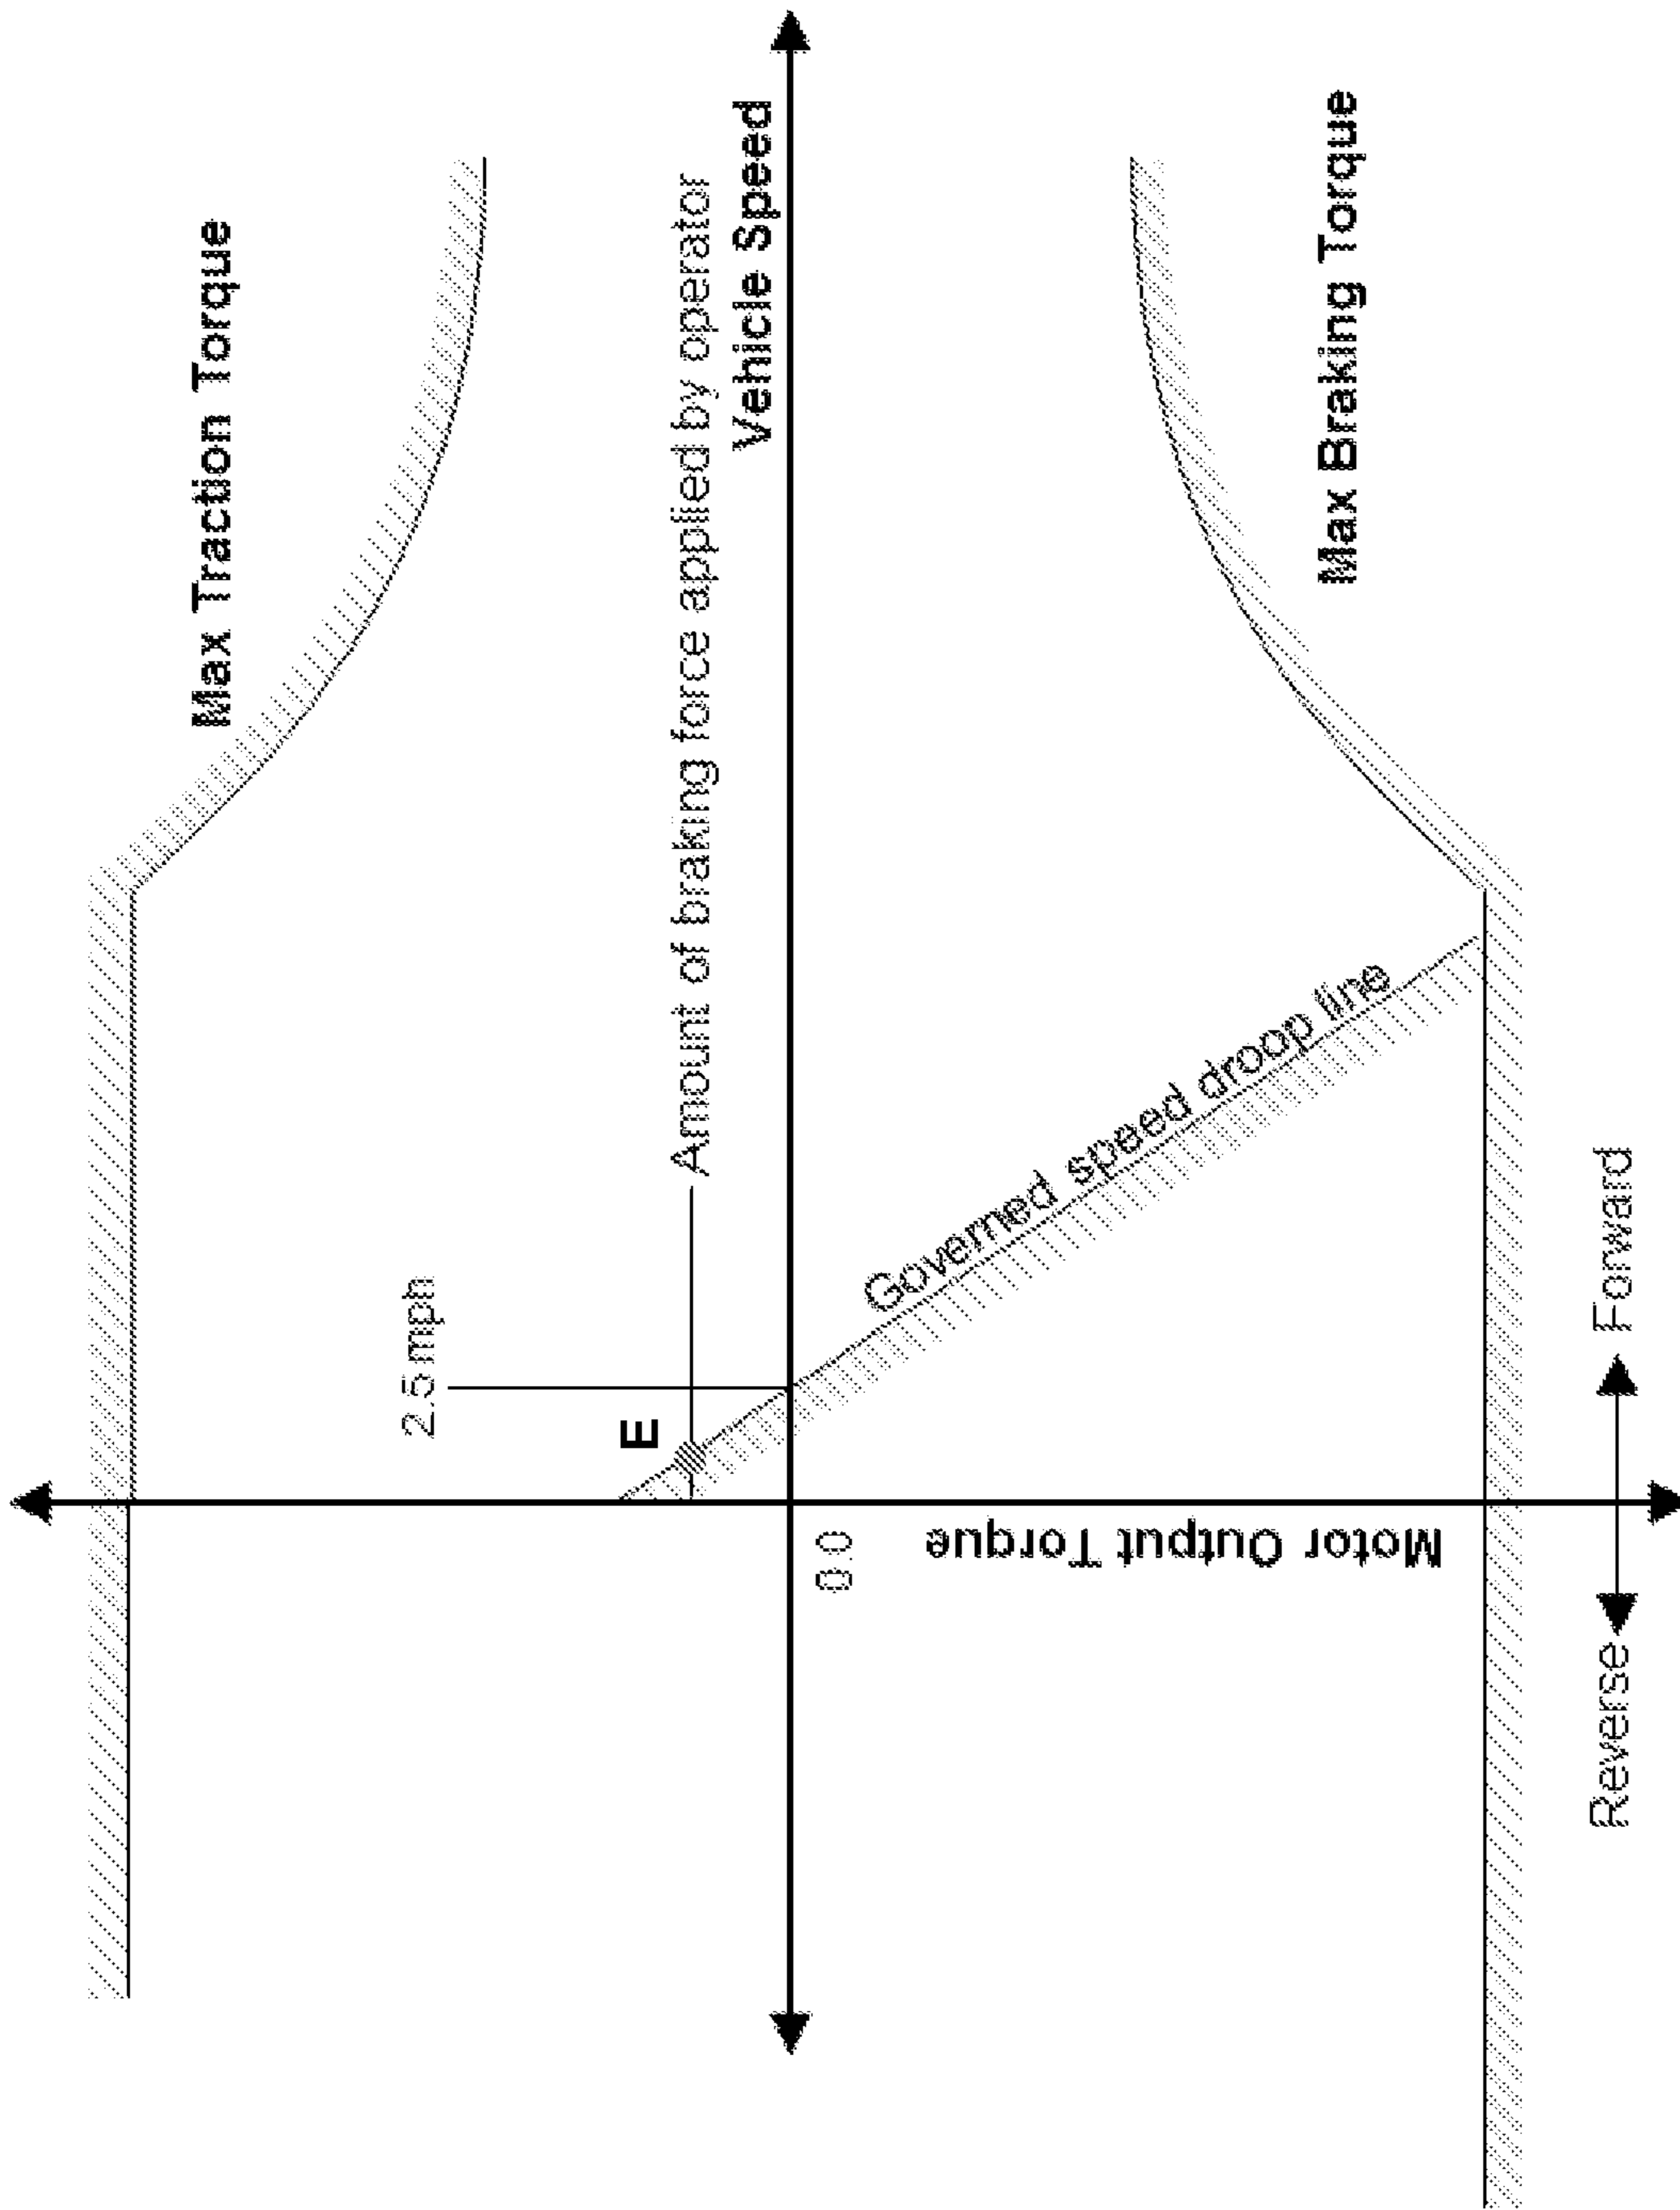 Max Traction Torque
2.5 mph
E
Amount of braking force applied by operator
Vehicle Speed
0.0
Motor Output Torque
Governed speed droop line
Max Braking Torque
Reverse
Forward